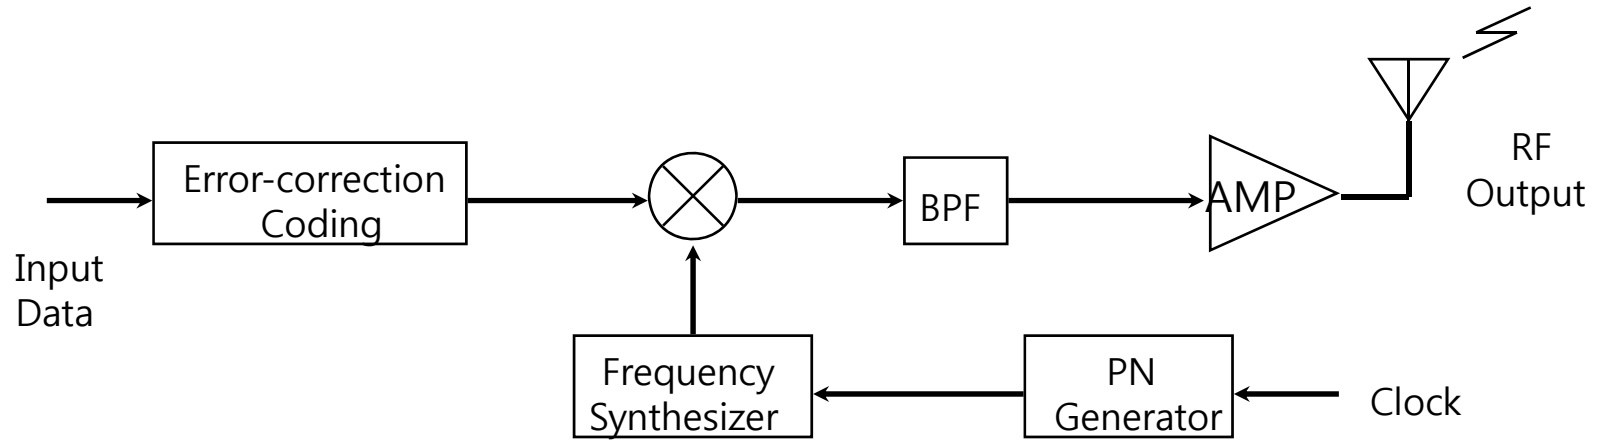 Error-correction
Coding
BPF
AMP
RF
Output
Input
Data
Frequency
Synthesizer
PN
Generator
Clock